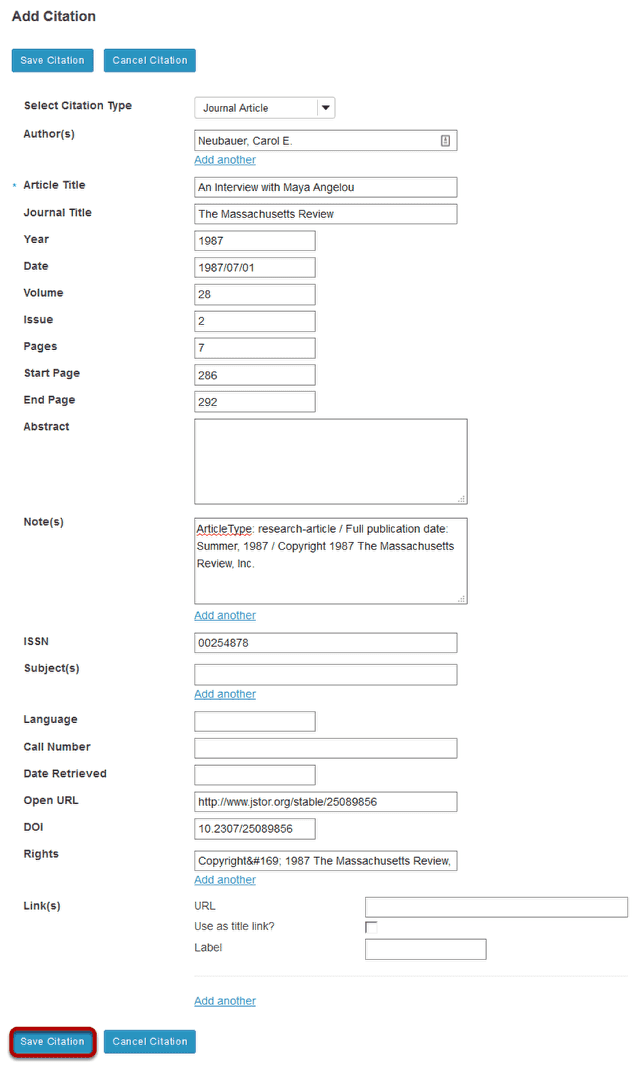 Add Citation
Save Citation Cancel Citation
Select Citation Type Journal Article
Author(s) Neubauer, Carol E.
Add another
* Article Title An Interview with Maya Angelou
Journal Title The Massachusetts Review
Year 1987
Date 1987/07/01
Volume 28
Issue 2
Pages 7
Start Page 286
End Page 292
Abstract
Note(s) ArticleType: research-article / Full publication date:
Summer, 1987 / Copyright 1987 The Massachusetts
Review, Inc.
Add another
ISSN 00254878
Subject(s)
Add another
Language
Call Number
Date Retrieved
Open URL http://www.jstor.org/stable/25089856
DOI 10.2307/25089856
Rights Copyright&#169; 1987 The Massachusetts Review,
Add another
Link(s) URL
Use as title link?
Label
Add another
Save Citation Cancel Citation